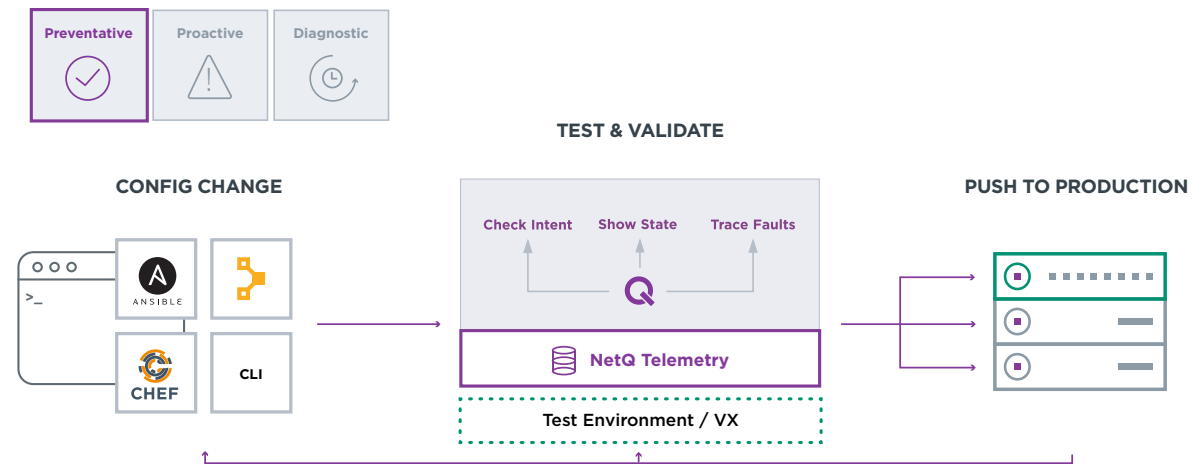 Preventative
Proactive
Diagnostic
TEST & VALIDATE
CONFIG CHANGE
PUSH TO PRODUCTION
Check Intent
Show State
Trace Faults
>_
ANSIBLE
Q
NetQ Telemetry
CHEF
CLI
Test Environment / VX